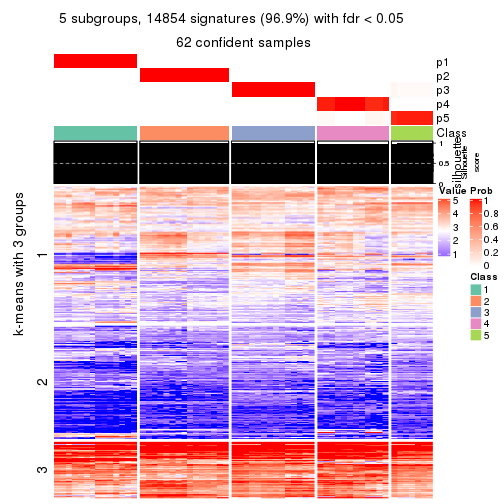 5 subgroups, 14854 signatures (96.9%) with fdr < 0.05
62 confident samples
p1
p2
p3
p4
p5
Class
1
0.5
0
silhouette
Silhouette
score
k-means with 3 groups
1
2
3
Value
5
4
3
2
1
Prob
1
0.8
0.6
0.4
0.2
0
Class
1
2
3
4
5